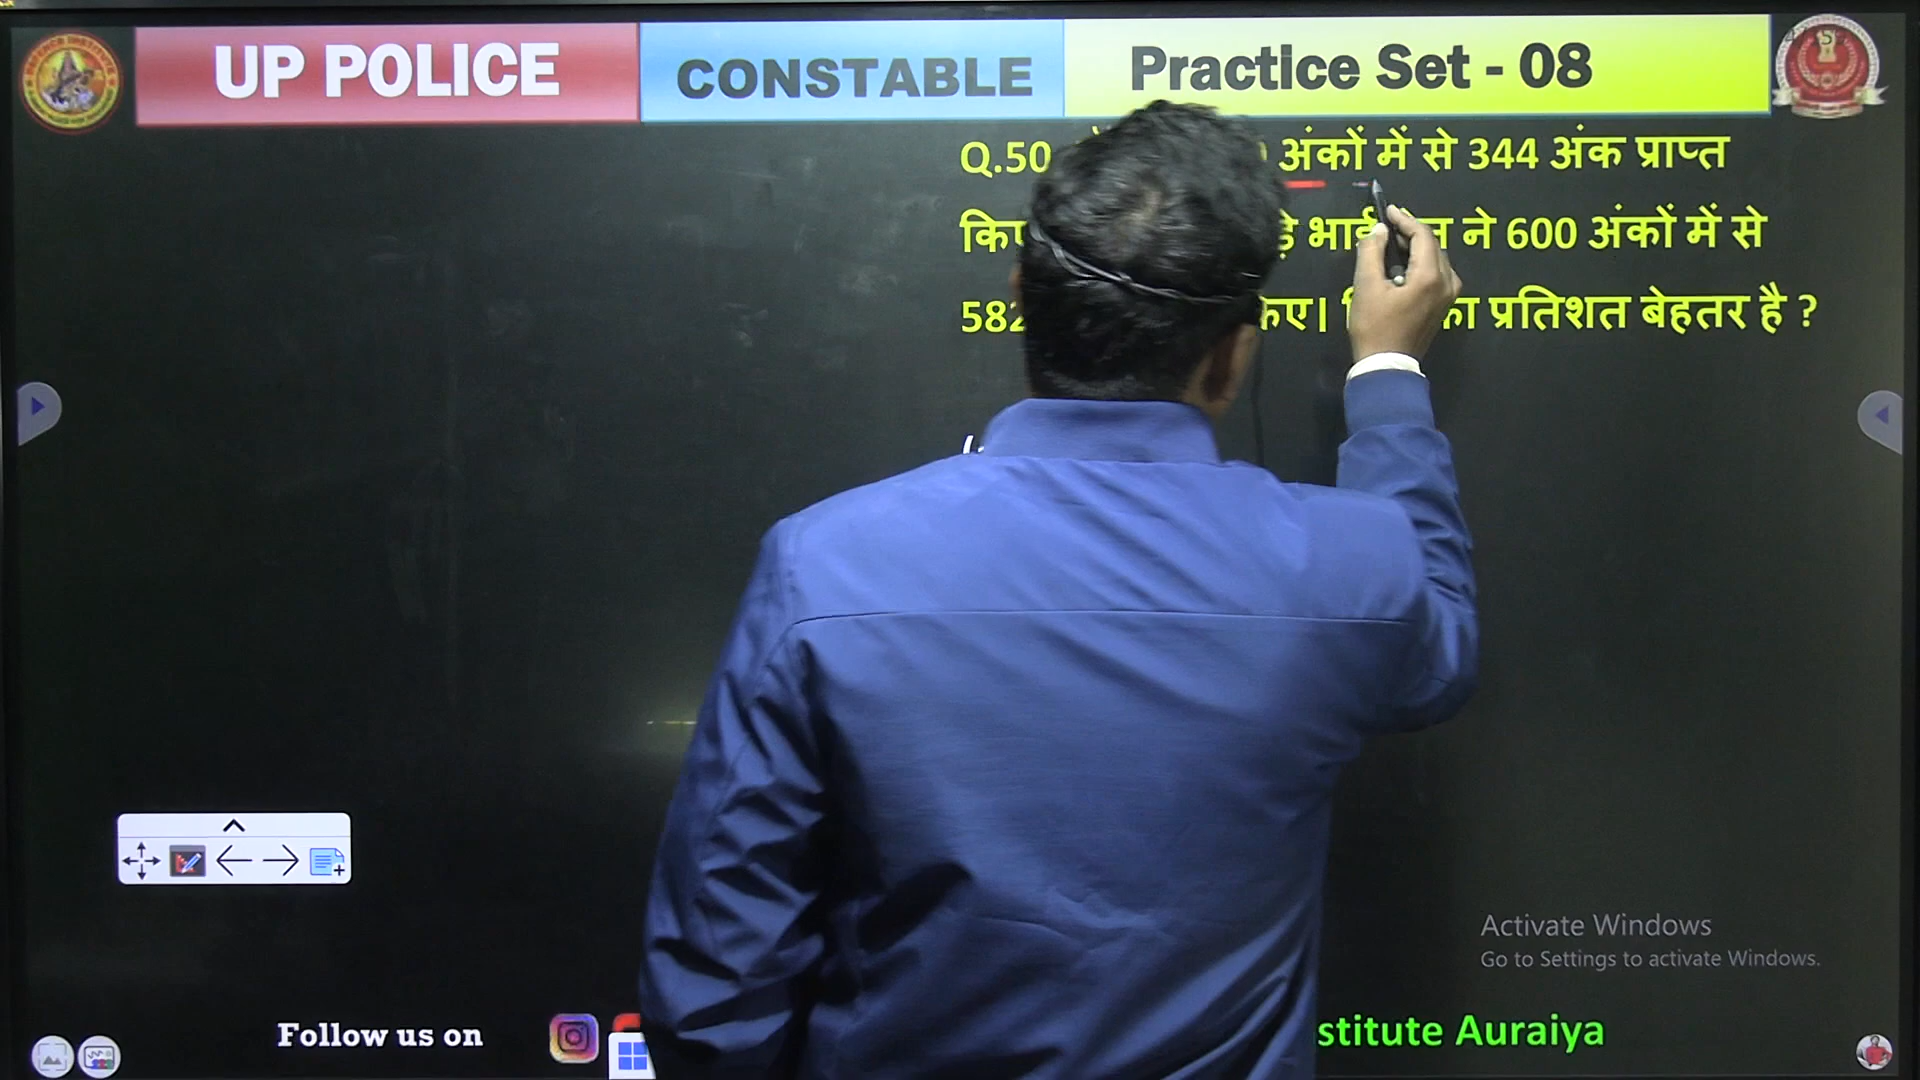 UP POLICE
CONSTABLE
Practice Set - 08
Q.50 अंकों में से 344 अंक प्राप्त
भाई ने 600 अंकों में से
582 प्रतिशत बेहतर है ?
Activate Windows
Go to Settings to activate Windows.
Follow us on
Auraiya